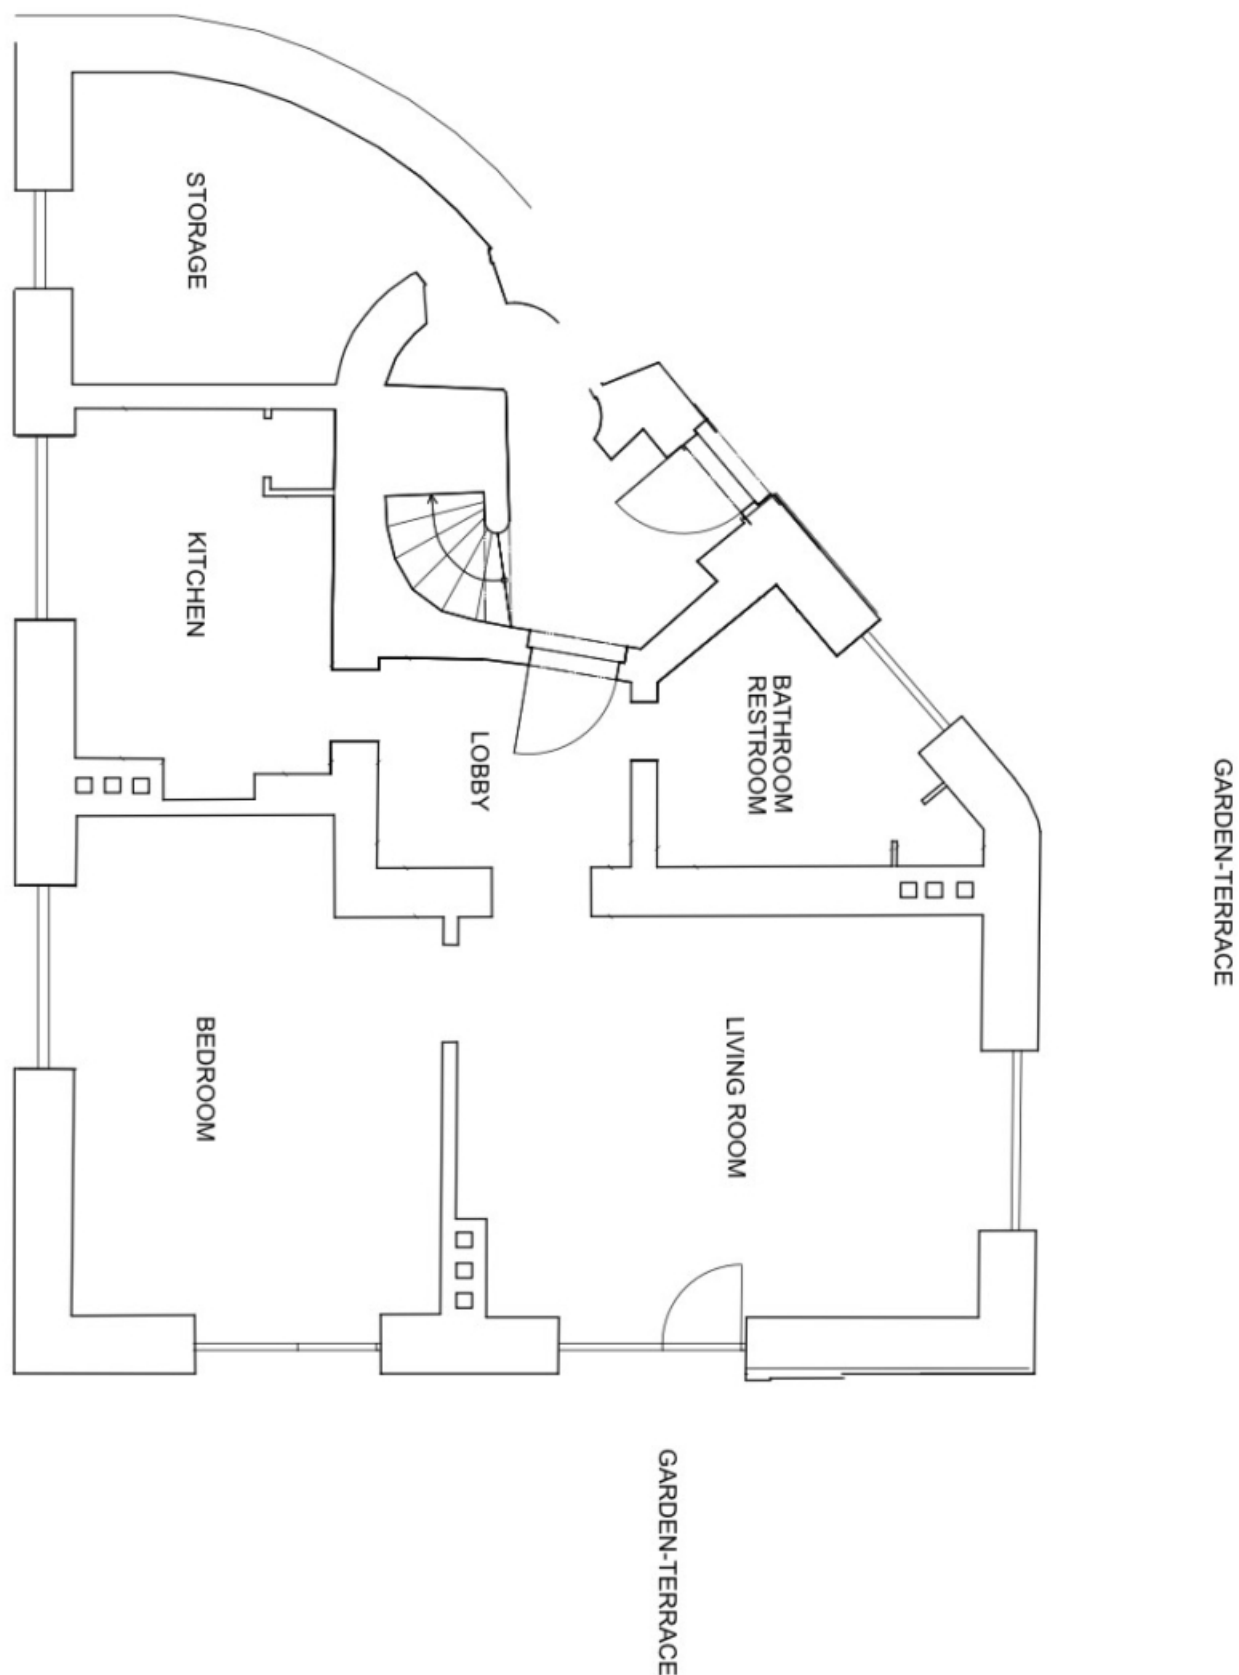 GARDEN-TERRACE
BATHROOM
RESTROOM
LIVING ROOM
GARDEN-TERRACE
LOBBY
STORAGE
KITCHEN
BEDROOM